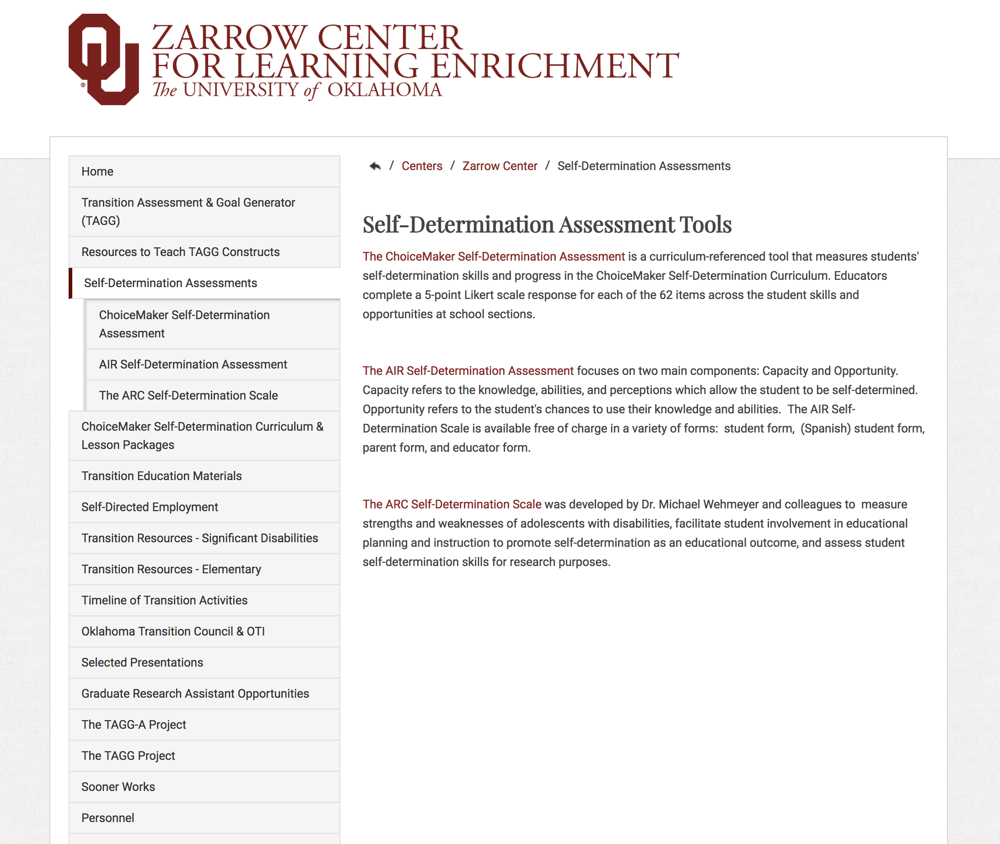 ZARROW CENTER
FOR LEARNING ENRICHMENT
The UNIVERSITY of OKLAHOMA
®
Home
Transition Assessment & Goal Generator
(TAGG)
Resources to Teach TAGG Constructs
Self-Determination Assessments
ChoiceMaker Self-Determination
Assessment
AIR Self-Determination Assessment
The ARC Self-Determination Scale
ChoiceMaker Self-Determination Curriculum &
Lesson Packages
Transition Education Materials
Self-Directed Employment
Transition Resources - Significant Disabilities
Transition Resources - Elementary
Timeline of Transition Activities
Oklahoma Transition Council & OTI
Selected Presentations
Graduate Research Assistant Opportunities
The TAGG-A Project
The TAGG Project
Sooner Works
Personnel
/ Centers / Zarrow Center / Self-Determination Assessments
Self-Determination Assessment Tools
The ChoiceMaker Self-Determination Assessment is a curriculum-referenced tool that measures students'
self-determination skills and progress in the ChoiceMaker Self-Determination Curriculum. Educators
complete a 5-point Likert scale response for each of the 62 items across the student skills and
opportunities at school sections.
The AIR Self-Determination Assessment focuses on two main components: Capacity and Opportunity.
Capacity refers to the knowledge, abilities, and perceptions which allow the student to be self-determined.
Opportunity refers to the student's chances to use their knowledge and abilities.  The AIR Self-
Determination Scale is available free of charge in a variety of forms:  student form,  (Spanish) student form,
parent form, and educator form.
The ARC Self-Determination Scale was developed by Dr. Michael Wehmeyer and colleagues to  measure
strengths and weaknesses of adolescents with disabilities, facilitate student involvement in educational
planning and instruction to promote self-determination as an educational outcome, and assess student
self-determination skills for research purposes.